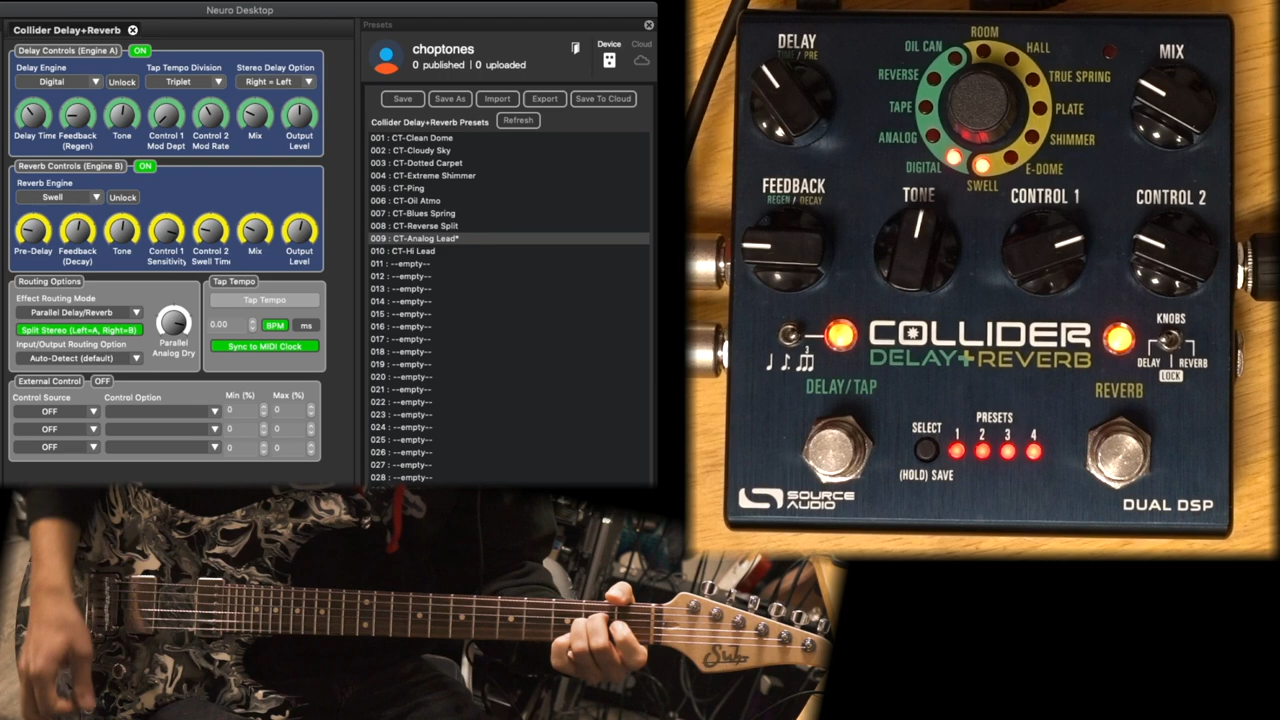 Neuro Desktop
Collider Delay+Reverb
Delay Controls (Engine A) ON
Delay Engine Tap Tempo Division Stereo Delay Option
Digital Unlock Triplet Right = Left
Delay Time Feedback (Regen) Tone Control 1 Mod Dept Control 2 Mod Rate Mix Output Level
Reverb Controls (Engine B) ON
Reverb Engine
Swell Unlock
Pre-Delay Feedback (Decay) Tone Control 1 Sensitivity Control 2 Swell Time Mix Output Level
Routing Options
Effect Routing Mode
Parallel Delay/Reverb
Split Stereo (Left=A, Right=B)
Input/Output Routing Option
Auto-Detect (default)
Parallel Analog Dry
Tap Tempo
Tap Tempo
0.00 BPM ms
Sync to MIDI Clock
External Control OFF
Control Source Control Option Min (%) Max (%)
OFF 0 0
OFF 0 0
OFF 0 0
Presets
choptones
0 published | 0 uploaded
Device Cloud
Save Save As Import Export Save To Cloud
Collider Delay+Reverb Presets Refresh
001 : CT-Clean Dome
002 : CT-Cloudy Sky
003 : CT-Dotted Carpet
004 : CT-Extreme Shimmer
005 : CT-Ping
006 : CT-Oil Atmo
007 : CT-Blues Spring
008 : CT-Reverse Split
009 : CT-Analog Lead*
010 : CT-Hi Lead
011 : --empty--
012 : --empty--
013 : --empty--
014 : --empty--
015 : --empty--
016 : --empty--
017 : --empty--
018 : --empty--
019 : --empty--
020 : --empty--
021 : --empty--
022 : --empty--
023 : --empty--
024 : --empty--
025 : --empty--
026 : --empty--
027 : --empty--
028 : --empty--
DELAY
TIME / PRE
OIL CAN
REVERSE
TAPE
ANALOG
DIGITAL
ROOM
HALL
TRUE SPRING
PLATE
SHIMMER
E-DOME
SWELL
MIX
FEEDBACK
REGEN / DECAY
TONE
CONTROL 1
CONTROL 2
3
COLLIDER
DELAY+REVERB
KNOBS
DELAY REVERB
LOCK
DELAY/TAP
REVERB
PRESETS
SELECT 1 2 3 4
(HOLD) SAVE
SOURCE
AUDIO
DUAL DSP
Suhr